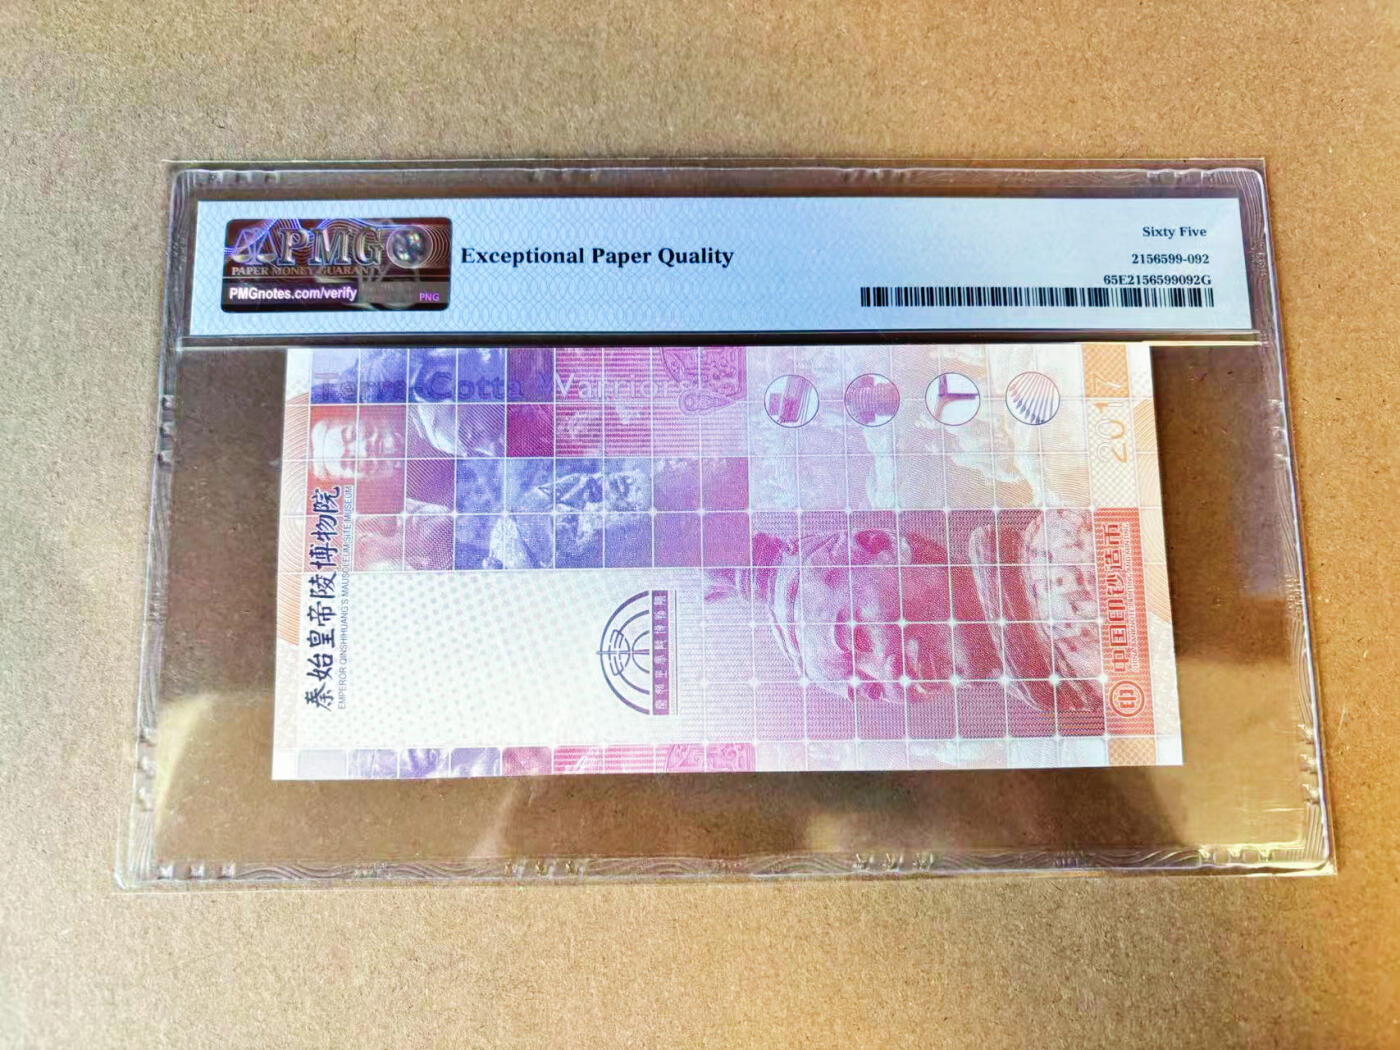 PMG
PAPER MONEY GUARANTY
PMGnotes.com/verify
PNG
Exceptional Paper Quality
Sixty Five
2156599-092
65E2156599092G
Terra-Cotta Warriors
2017
秦始皇帝陵博物院
EMPEROR QINSHIHUANG'S MAUSOLEUM SITE MUSEUM
中国印钞造币